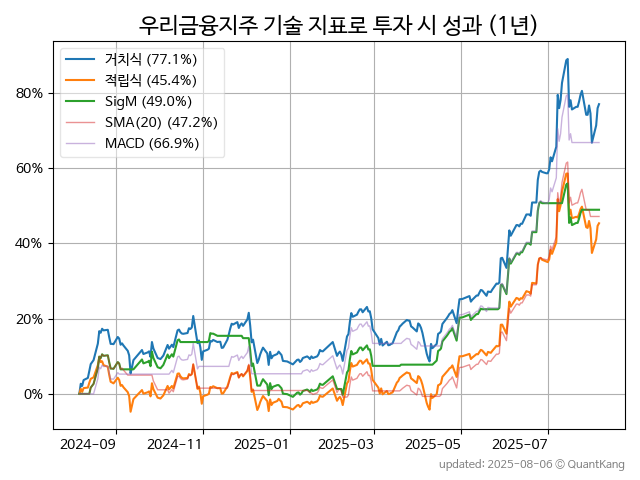 우리금융지주 기술 지표로 투자 시 성과 (1년)
거치식 (77.1%)
적립식 (45.4%)
SigM (49.0%)
SMA(20) (47.2%)
MACD (66.9%)
80%
60%
40%
20%
0%
2024-09 2024-11 2025-01 2025-03 2025-05 2025-07
updated: 2025-08-06 © QuantKang